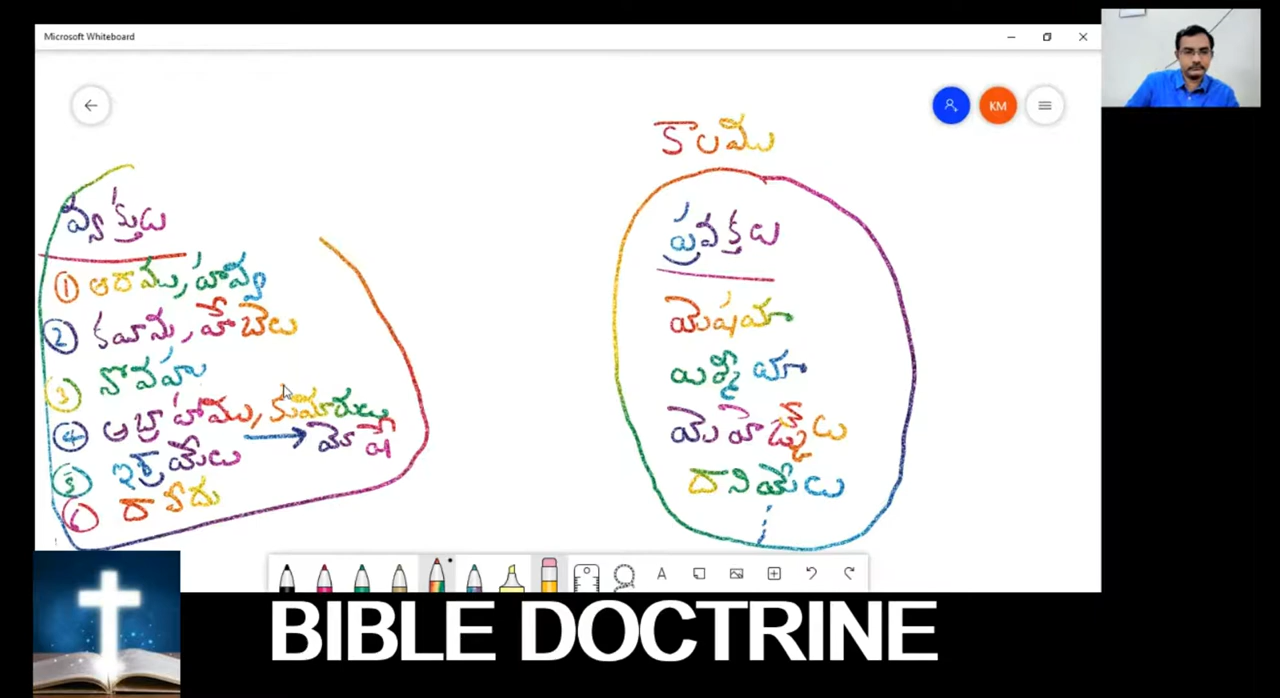 Microsoft Whiteboard
KM
కాలము
వ్యక్తుడు
① ఆదాము, హవ్వ
② కయిను, హేబెలు
③ నోవహు
④ అబ్రాహాము, కుమారులు
⑤ ఇశ్రాయేలు → మోషే
⑥ దావీదు
ప్రవక్తలు
యెషయా
యిర్మీయా
యెహెజ్కేలు
దానియేలు
BIBLE DOCTRINE